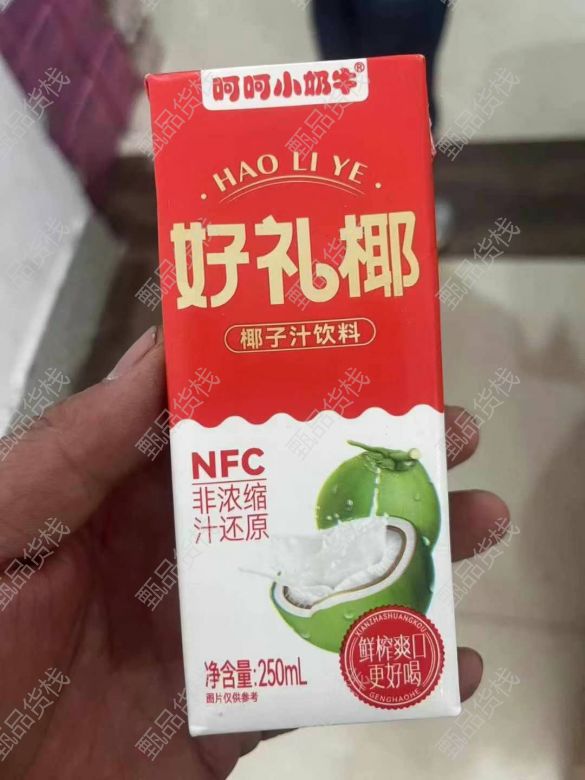 呵呵小奶牛®
HAO LI YE
好礼椰
椰子汁饮料
NFC
非浓缩
汁还原
XIANZHASHUANGKOU
鲜榨爽口
更好喝
GENGHAOHE
净含量:250mL
图片仅供参考
甄品货栈